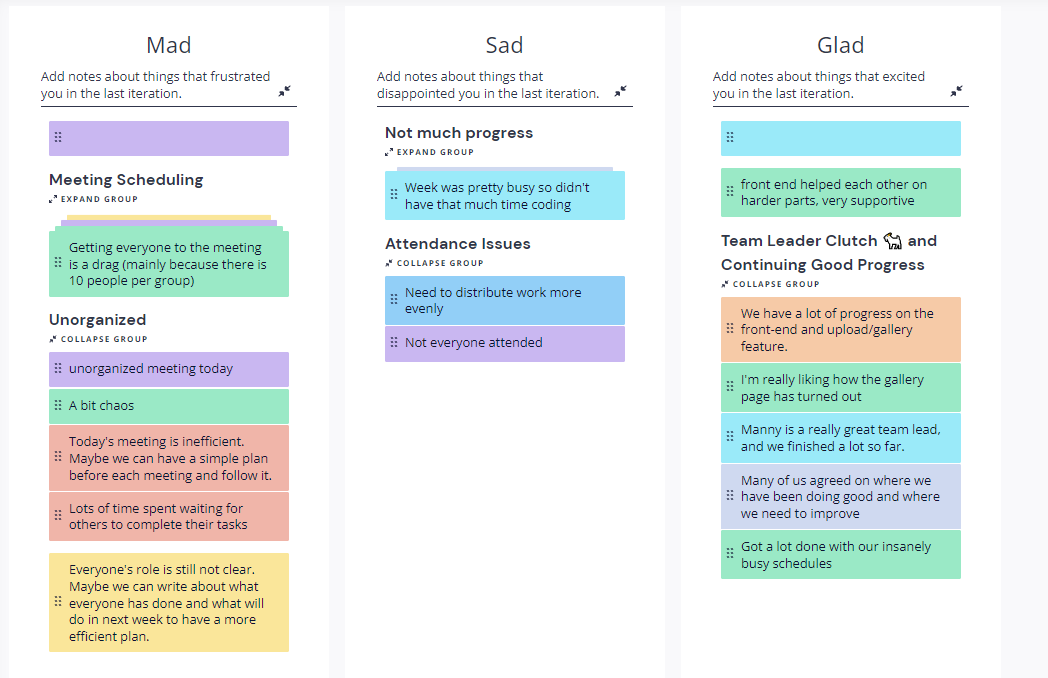 Mad
Add notes about things that frustrated
you in the last iteration.
Meeting Scheduling
EXPAND GROUP
Getting everyone to the meeting
is a drag (mainly because there is
10 people per group)
Unorganized
COLLAPSE GROUP
unorganized meeting today
A bit chaos
Today's meeting is inefficient.
Maybe we can have a simple plan
before each meeting and follow it.
Lots of time spent waiting for
others to complete their tasks
Everyone's role is still not clear.
Maybe we can write about what
everyone has done and what will
do in next week to have a more
efficient plan.
Sad
Add notes about things that
disappointed you in the last iteration.
Not much progress
EXPAND GROUP
Week was pretty busy so didn't
have that much time coding
Attendance Issues
COLLAPSE GROUP
Need to distribute work more
evenly
Not everyone attended
Glad
Add notes about things that excited
you in the last iteration.
front end helped each other on
harder parts, very supportive
Team Leader Clutch and
Continuing Good Progress
COLLAPSE GROUP
We have a lot of progress on the
front-end and upload/gallery
feature.
I'm really liking how the gallery
page has turned out
Manny is a really great team lead,
and we finished a lot so far.
Many of us agreed on where we
have been doing good and where
we need to improve
Got a lot done with our insanely
busy schedules